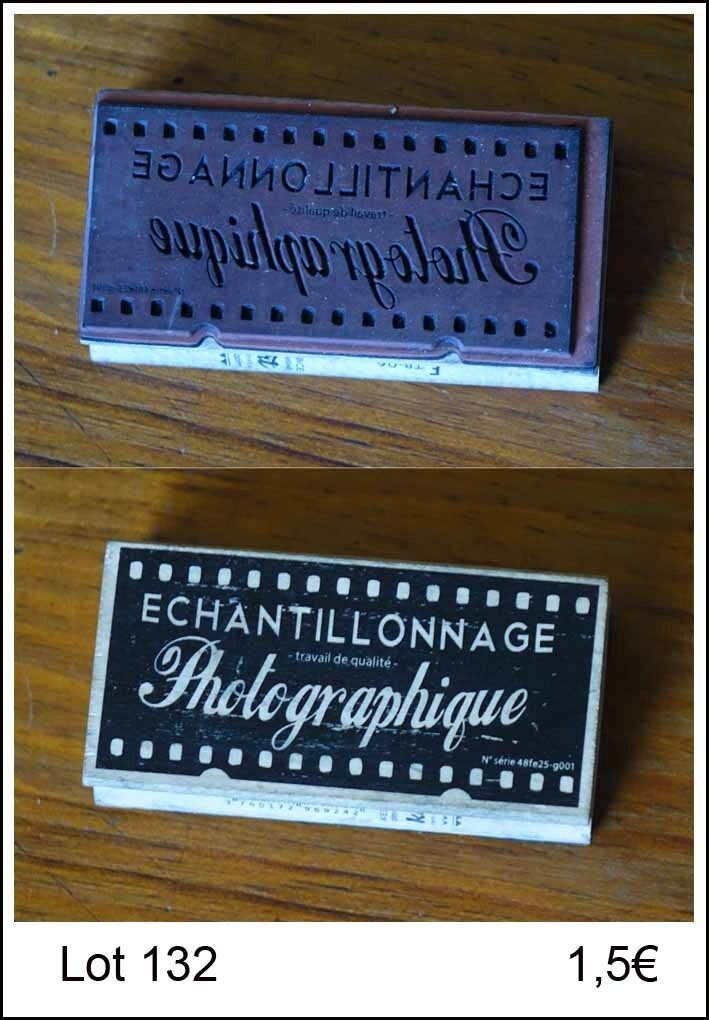 ECHANTILLONNAGE
- travail de qualité -
Photographique
ECHANTILLONNAGE
- travail de qualité -
Photographique
N° série 48fe25-g001
Lot 132
1,5€